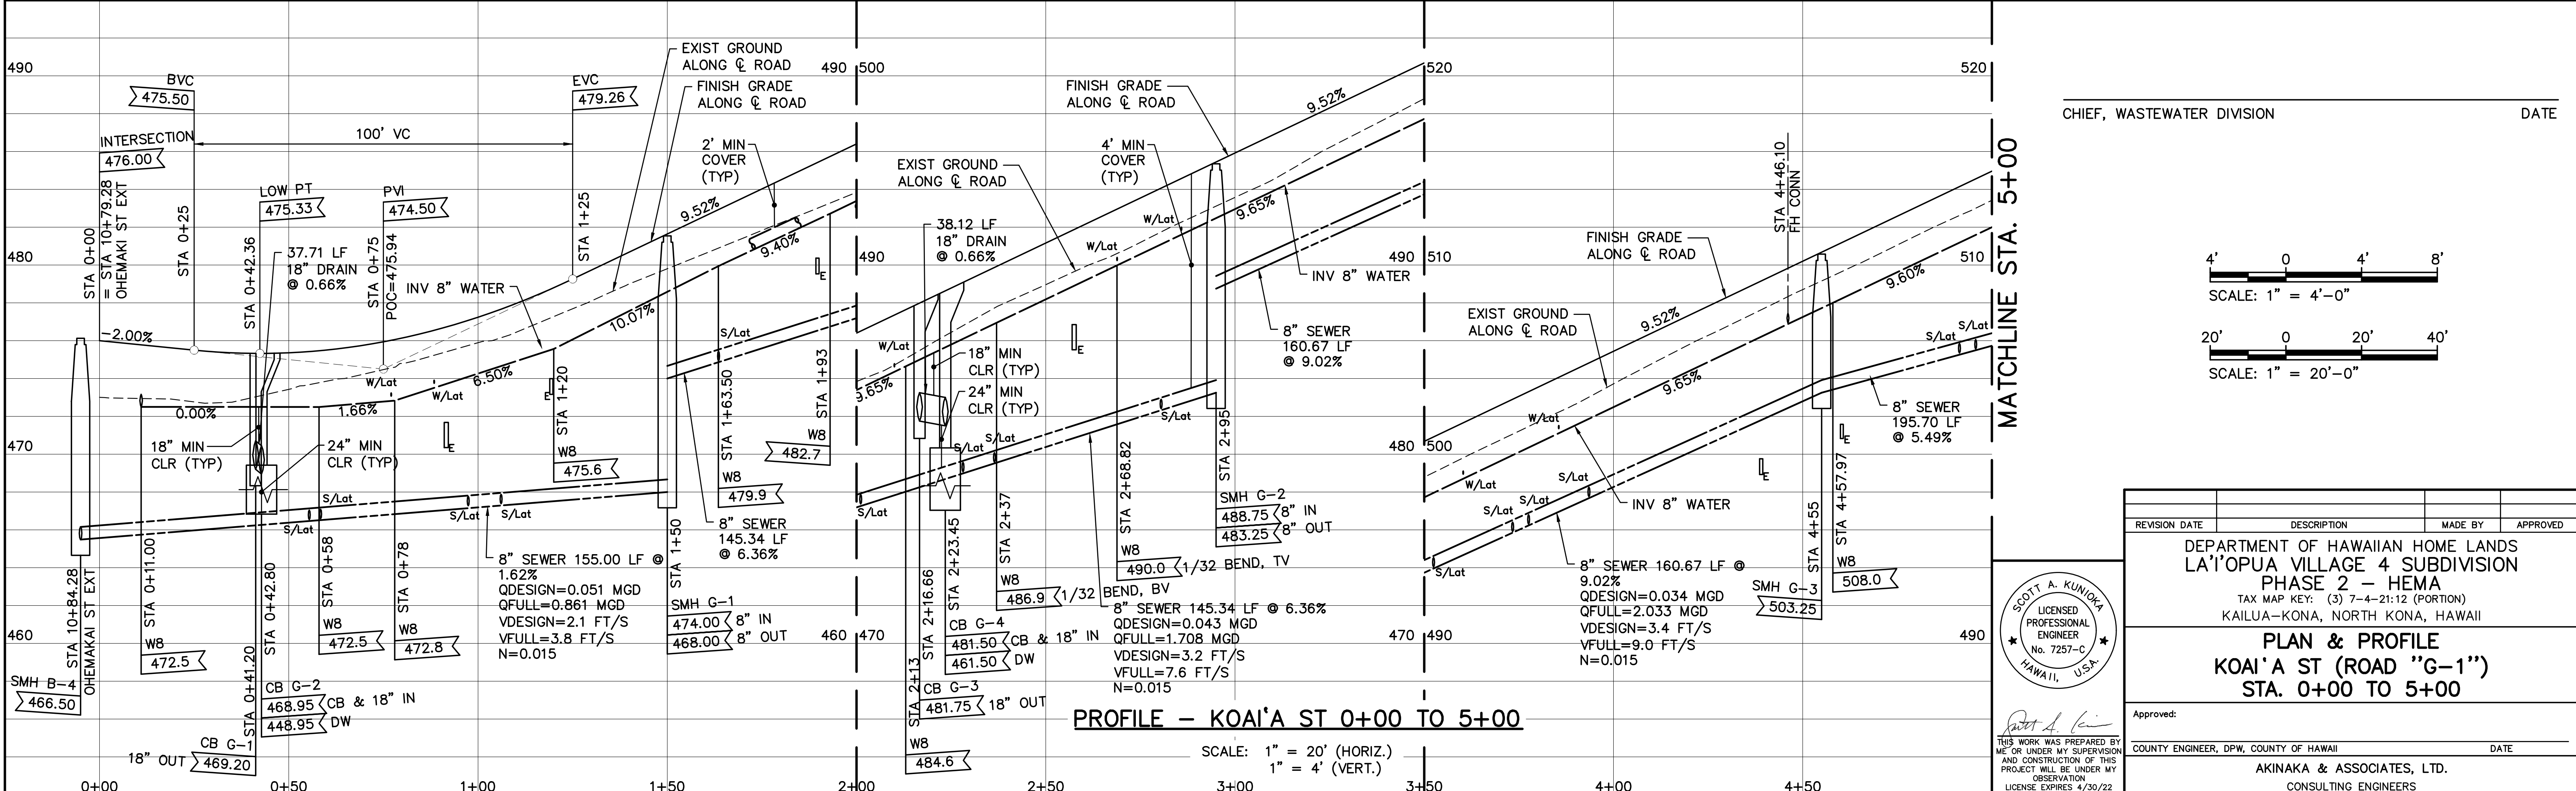 490
BVC
475.50
INTERSECTION
476.00
STA 0+00
= STA 10+79.28
OHEMAKI ST EXT
STA 0+25
100' VC
LOW PT
475.33
STA 0+42.36
PVI
474.50
STA 0+75
POC=475.94
EVC
479.26
STA 1+25
37.71 LF
18" DRAIN
@ 0.66%
-2.00%
EXIST GROUND
ALONG ℄ ROAD
FINISH GRADE
ALONG ℄ ROAD
2' MIN
COVER
(TYP)
9.52%
9.40%
INV 8" WATER
10.07%
6.50%
1.66%
0.00%
W/Lat
W/Lat
E
E
E
480
470
460
18" MIN
CLR (TYP)
24" MIN
CLR (TYP)
S/Lat
S/Lat
S/Lat
S/Lat
S/Lat
STA 10+84.28
OHEMAKAI ST EXT
SMH B-4
466.50
STA 0+11.00
W8
472.5
STA 0+41.20
CB G-1
18" OUT 469.20
STA 0+42.80
CB G-2
468.95 CB & 18" IN
448.95 DW
STA 0+58
W8
472.5
STA 0+78
W8
472.8
8" SEWER 155.00 LF @
1.62%
QDESIGN=0.051 MGD
QFULL=0.861 MGD
VDESIGN=2.1 FT/S
VFULL=3.8 FT/S
N=0.015
STA 1+20
W8
475.6
STA 1+50
SMH G-1
474.00 8" IN
468.00 8" OUT
STA 1+63.50
W8
479.9
8" SEWER
145.34 LF
@ 6.36%
STA 1+93
W8
482.7
490 500
490
480
460 470
EXIST GROUND
ALONG ℄ ROAD
FINISH GRADE
ALONG ℄ ROAD
4' MIN
COVER
(TYP)
9.52%
9.65%
38.12 LF
18" DRAIN
@ 0.66%
W/Lat
W/Lat
W/Lat
9.65%
E
INV 8" WATER
18" MIN
CLR (TYP)
24" MIN
CLR (TYP)
8" SEWER
160.67 LF
@ 9.02%
S/Lat
S/Lat
S/Lat
S/Lat
STA 2+13
W8
484.6
STA 2+16.66
CB G-3
481.75 18" OUT
STA 2+23.45
CB G-4
481.50 CB & 18" IN
461.50 DW
STA 2+37
W8
486.9 1/32 BEND, BV
STA 2+68.82
W8
490.0 1/32 BEND, TV
STA 2+95
SMH G-2
488.75 8" IN
483.25 8" OUT
8" SEWER 145.34 LF @ 6.36%
QDESIGN=0.043 MGD
QFULL=1.708 MGD
VDESIGN=3.2 FT/S
VFULL=7.6 FT/S
N=0.015
520
490 510
480 500
470 490
FINISH GRADE
ALONG ℄ ROAD
EXIST GROUND
ALONG ℄ ROAD
9.52%
9.65%
9.60%
STA 4+46.10
FH CONN
W/Lat
W/Lat
INV 8" WATER
S/Lat
S/Lat
S/Lat
S/Lat
S/Lat
S/Lat
E
E
8" SEWER
195.70 LF
@ 5.49%
8" SEWER 160.67 LF @
9.02%
QDESIGN=0.034 MGD
QFULL=2.033 MGD
VDESIGN=3.4 FT/S
VFULL=9.0 FT/S
N=0.015
STA 4+55
SMH G-3
503.25
STA 4+57.97
W8
508.0
520
510
490
MATCHLINE STA. 5+00
0+00
0+50
1+00
1+50
2+00
2+50
3+00
3+50
4+00
4+50
PROFILE - KOAI'A ST 0+00 TO 5+00
SCALE: 1" = 20' (HORIZ.)
1" = 4' (VERT.)
CHIEF, WASTEWATER DIVISION DATE
4' 0 4' 8'
SCALE: 1" = 4'-0"
20' 0 20' 40'
SCALE: 1" = 20'-0"
REVISION DATE DESCRIPTION MADE BY APPROVED
DEPARTMENT OF HAWAIIAN HOME LANDS
LA'I'OPUA VILLAGE 4 SUBDIVISION
PHASE 2 - HEMA
TAX MAP KEY: (3) 7-4-21:12 (PORTION)
KAILUA-KONA, NORTH KONA, HAWAII
PLAN & PROFILE
KOAI'A ST (ROAD "G-1")
STA. 0+00 TO 5+00
Approved:
COUNTY ENGINEER, DPW, COUNTY OF HAWAII DATE
AKINAKA & ASSOCIATES, LTD.
CONSULTING ENGINEERS
SCOTT A. KUNIOKA
LICENSED
PROFESSIONAL
ENGINEER
No. 7257-C
HAWAII, U.S.A.
THIS WORK WAS PREPARED BY
ME OR UNDER MY SUPERVISION
AND CONSTRUCTION OF THIS
PROJECT WILL BE UNDER MY
OBSERVATION
LICENSE EXPIRES 4/30/22